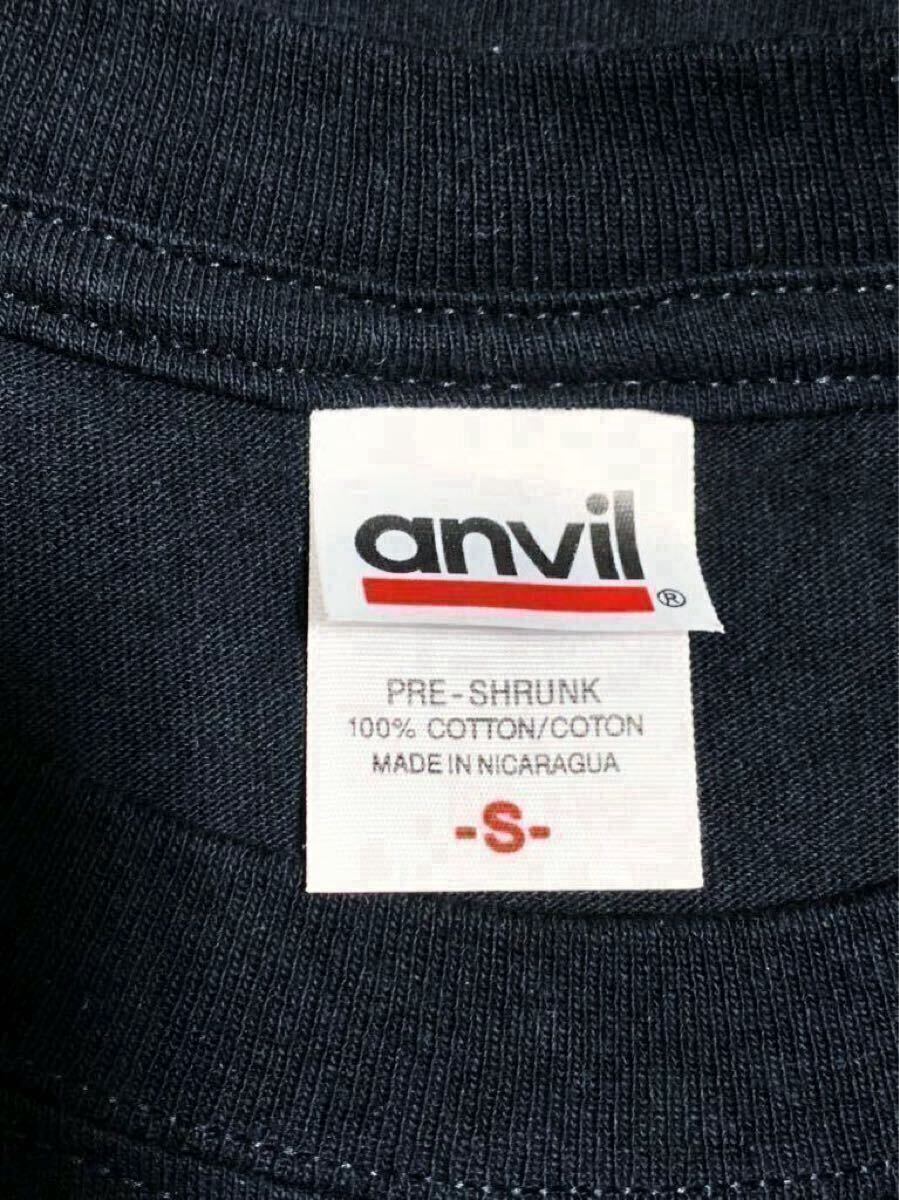 anvil®
PRE-SHRUNK
100% COTTON/COTON
MADE IN NICARAGUA
-S-